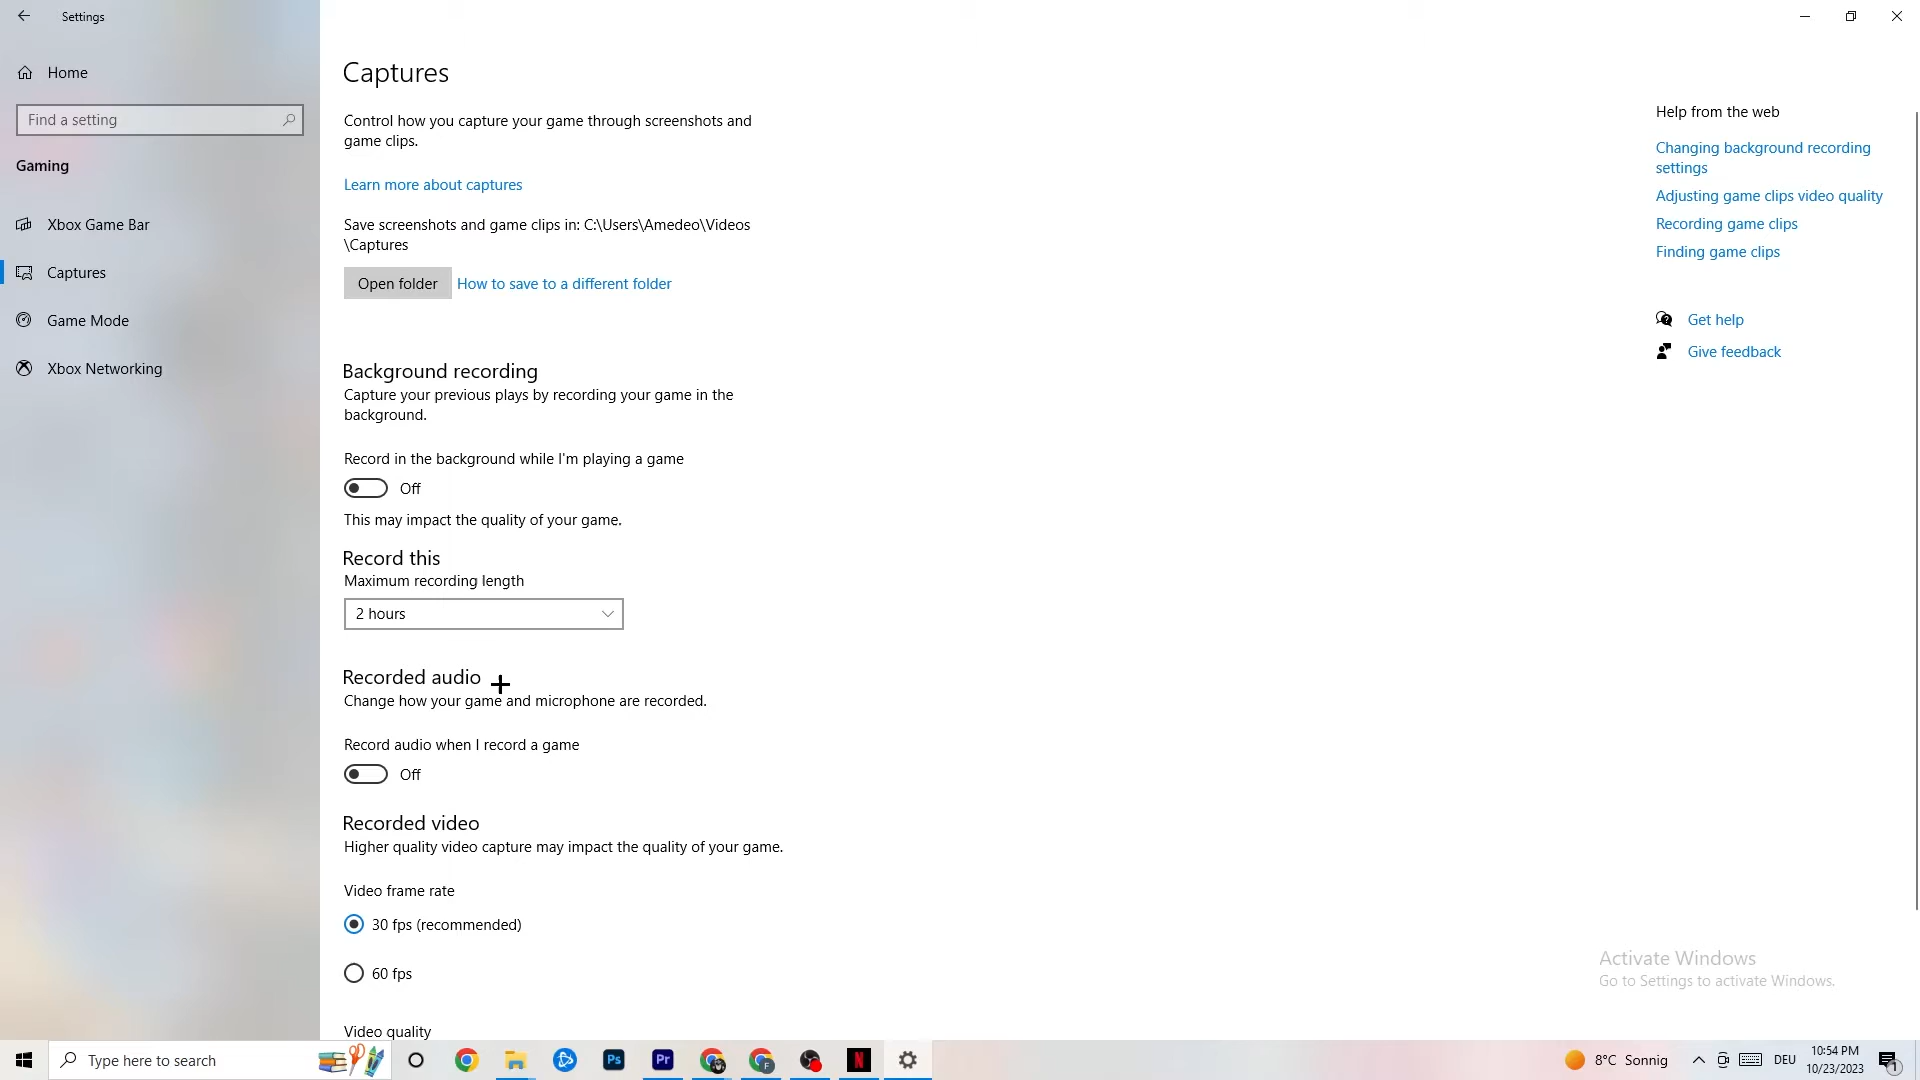 Settings
Home
Find a setting
Gaming
Xbox Game Bar
Captures
Game Mode
Xbox Networking
Captures
Control how you capture your game through screenshots and
game clips.
Learn more about captures
Save screenshots and game clips in: C:\Users\Amedeo\Videos
\Captures
Open folder
How to save to a different folder
Background recording
Capture your previous plays by recording your game in the
background.
Record in the background while I'm playing a game
Off
This may impact the quality of your game.
Record this
Maximum recording length
2 hours
Recorded audio
Change how your game and microphone are recorded.
Record audio when I record a game
Off
Recorded video
Higher quality video capture may impact the quality of your game.
Video frame rate
30 fps (recommended)
60 fps
Video quality
Help from the web
Changing background recording
settings
Adjusting game clips video quality
Recording game clips
Finding game clips
Get help
Give feedback
Activate Windows
Go to Settings to activate Windows.
Type here to search
Ps
Pr
F
N
8°C Sonnig
DEU
10:54 PM
10/23/2023
1